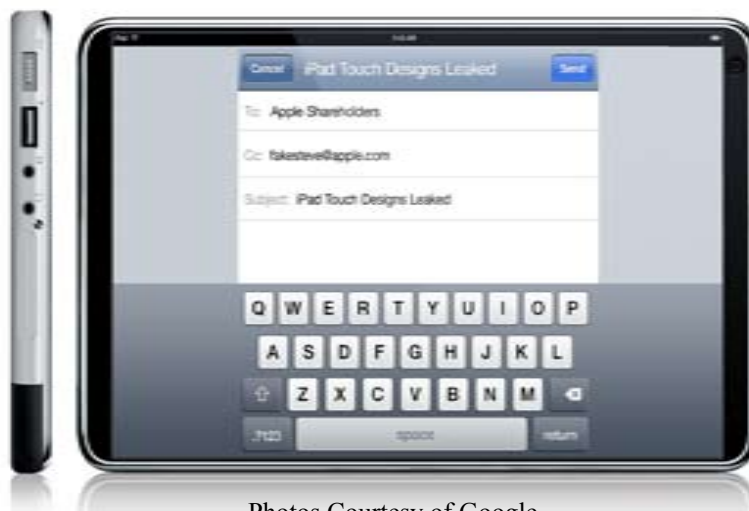 Cancel iPad Touch Designs Leaked Send
To: Apple Shareholders
Cc: fakesteve@apple.com
Subject: iPad Touch Designs Leaked
Q W E R T Y U I O P
A S D F G H J K L
Z X C V B N M
.?123 space return
Photos Courtesy of Google